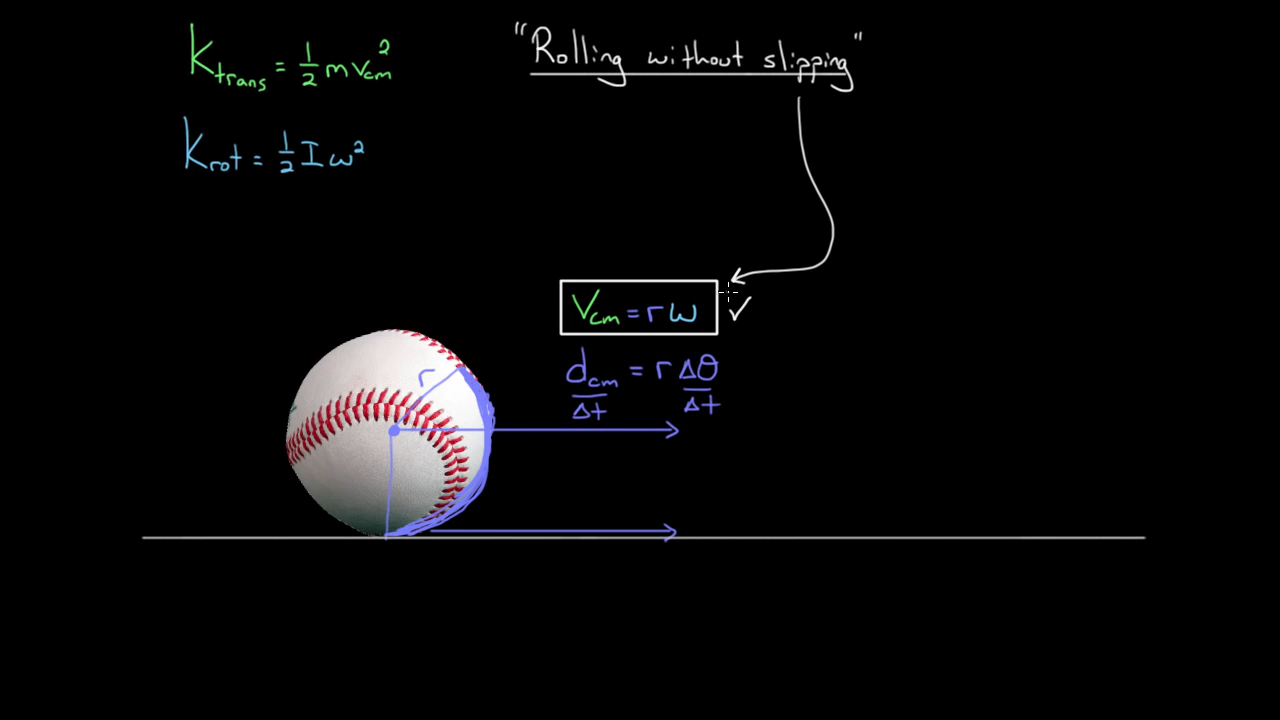 K_trans = 1/2 m v_cm^2
"Rolling without slipping"
K_rot = 1/2 I ω^2
V_cm = r ω ✓
d_cm/Δt = r Δθ/Δt
r